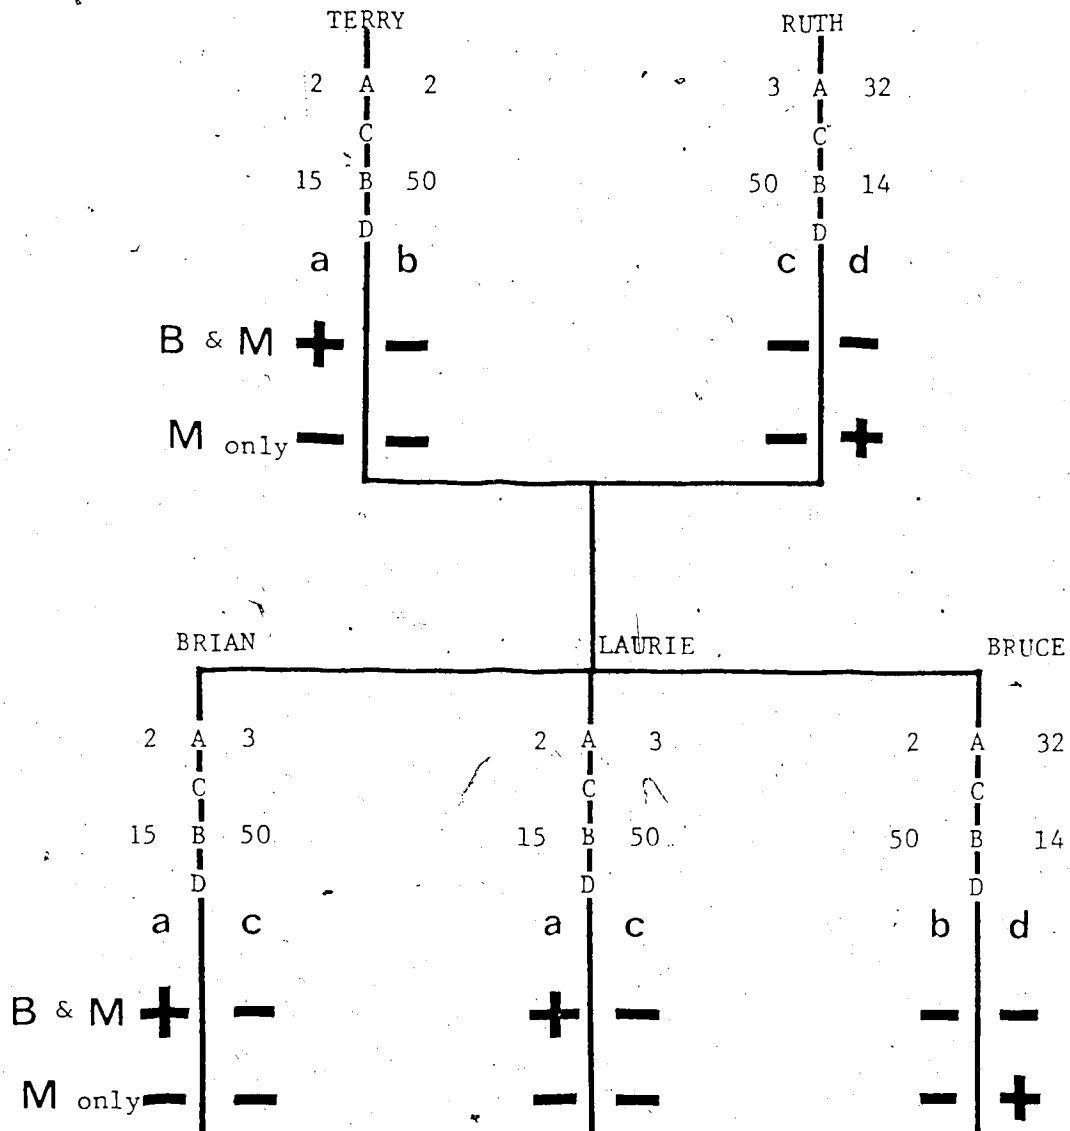 TERRY RUTH
2 A 2 3 A 32
C C
15 B 50 50 B 14
D D
a b c d
B & M + − − −
M only − − − +
BRIAN LAURIE BRUCE
2 A 3 2 A 3 2 A 32
C C C
15 B 50 15 B 50 50 B 14
D D D
a c a c b d
B & M + − + − − −
M only − − − − − +